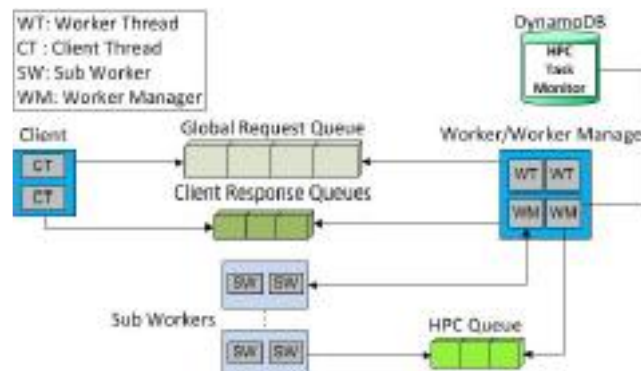 WT: Worker Thread
CT : Client Thread
SW: Sub Worker
WM: Worker Manager
DynamoDB
HPC
Task
Monitor
Client
Global Request Queue
Worker/Worker Manage
CT
CT
WT WT
Client Response Queues
WM WM
SW SW
Sub Workers
HPC Queue
SW SW